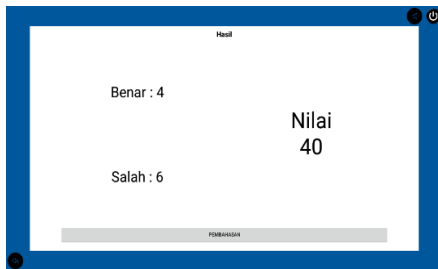 Hasil
Benar : 4
Nilai
40
Salah : 6
PEMBAHASAN